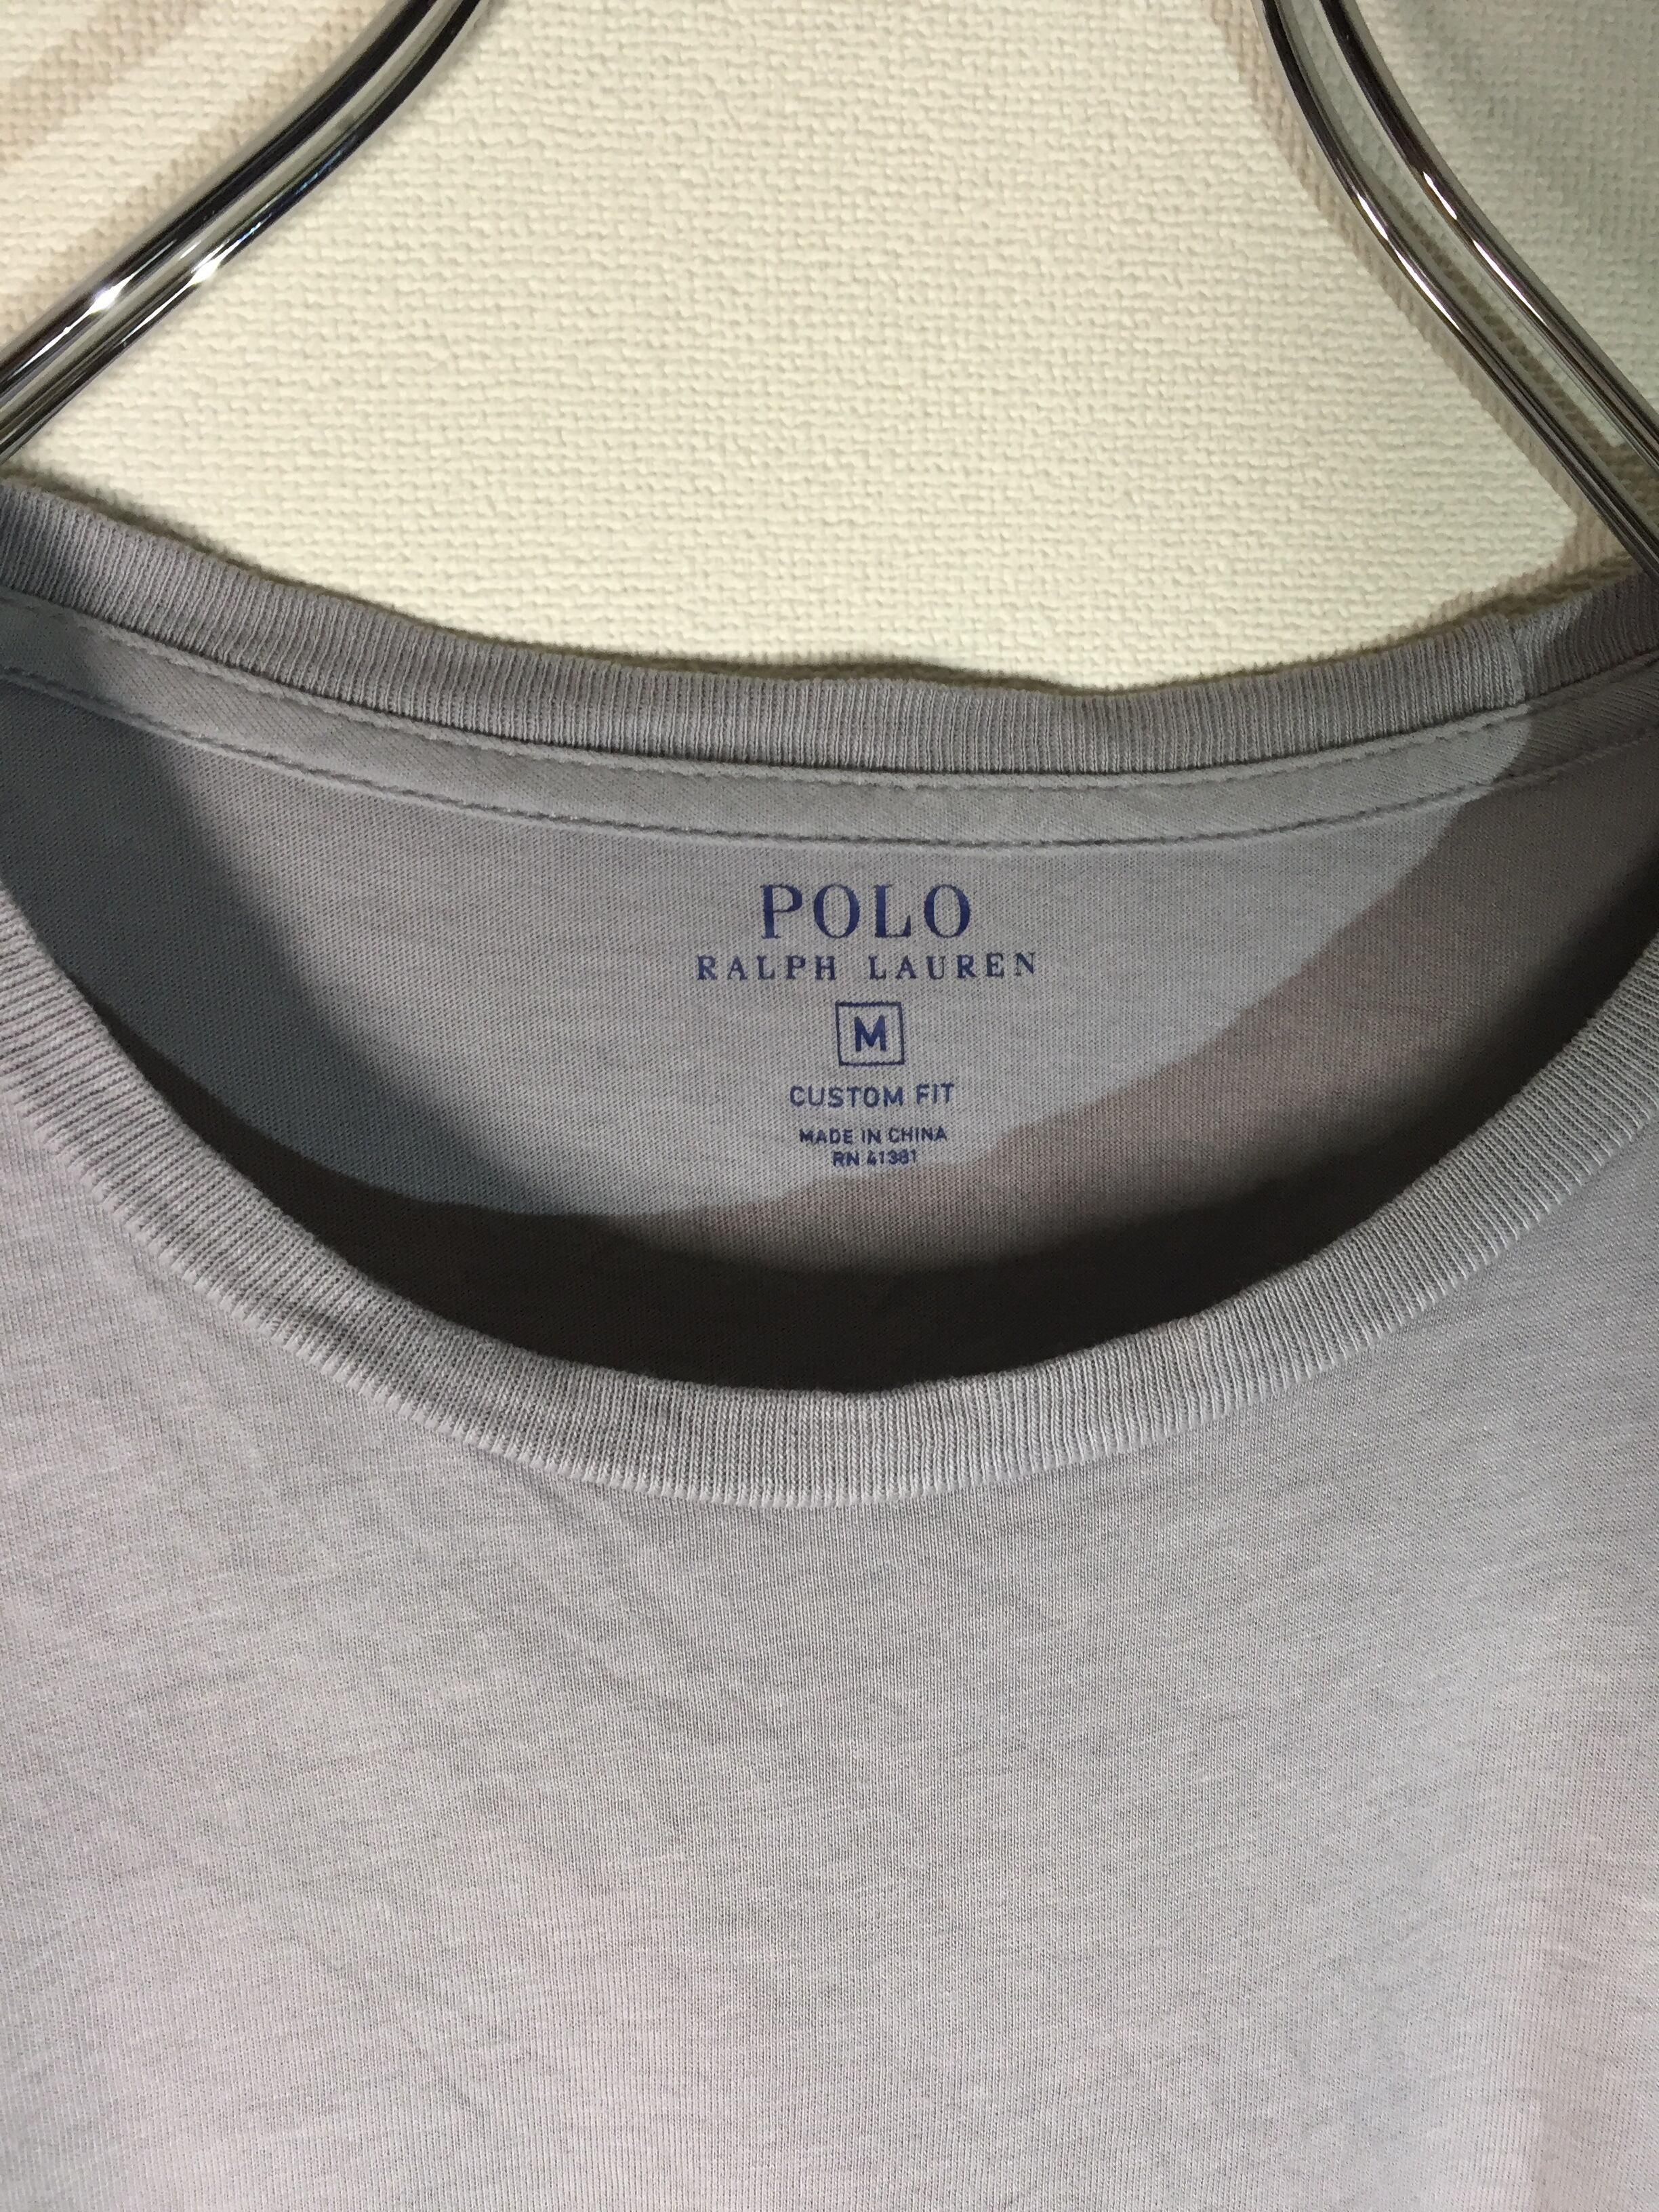 POLO
RALPH LAUREN
M
CUSTOM FIT
MADE IN CHINA
RN 41381